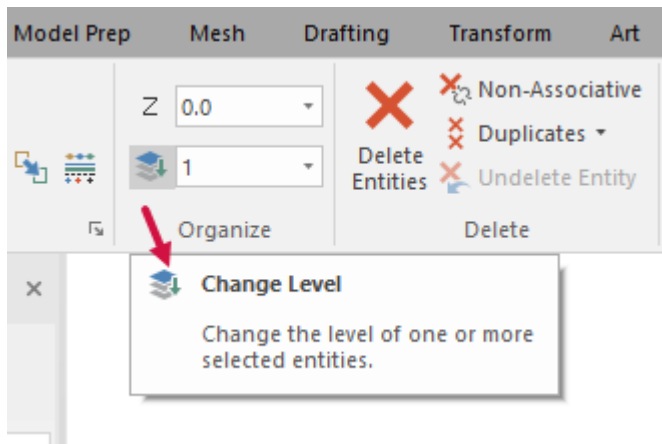 Model Prep Mesh Drafting Transform Art
Z 0.0
1
Delete
Entities
Non-Associative
Duplicates
Undelete Entity
Organize Delete
Change Level
Change the level of one or more
selected entities.